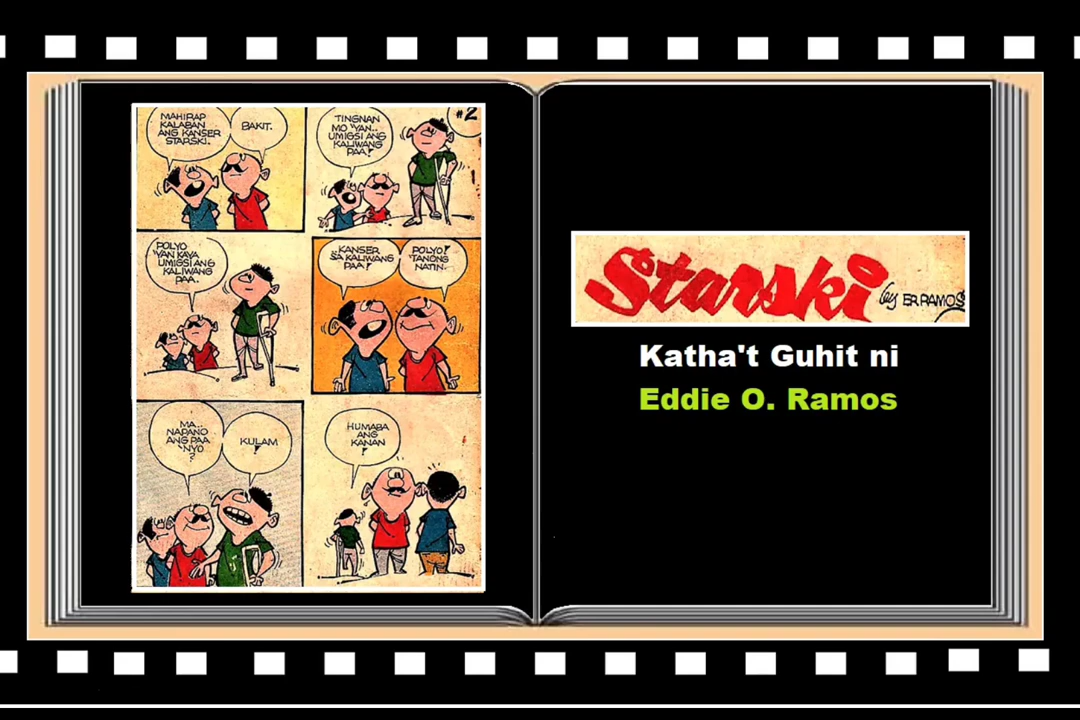 MAHIRAP
KALABAN
ANG KANSER
STARSKI.
BAKIT.
#2
TINGNAN
MO 'YAN..
UMIGSI ANG
KALIWANG
PAA!
POLYO
'YAN KAYA
UMIGSI ANG
KALIWANG
PAA.
KANSER
SA KALIWANG
PAA!
POLYO!
'TANONG
NATIN.
MA..
NAPANO
ANG PAA
'NYO
?
KULAM
!
HUMABA
ANG
KANAN
!
Starski
by ER RAMOS
Katha't Guhit ni
Eddie O. Ramos